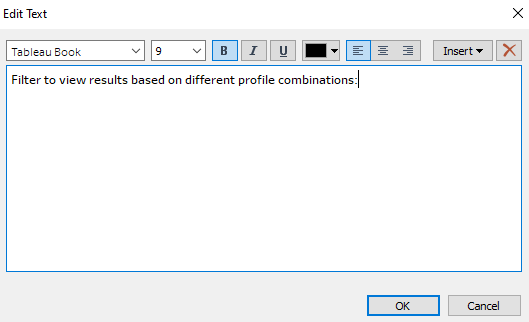 Edit Text
Tableau Book 9 B I U Insert
Filter to view results based on different profile combinations:
OK Cancel